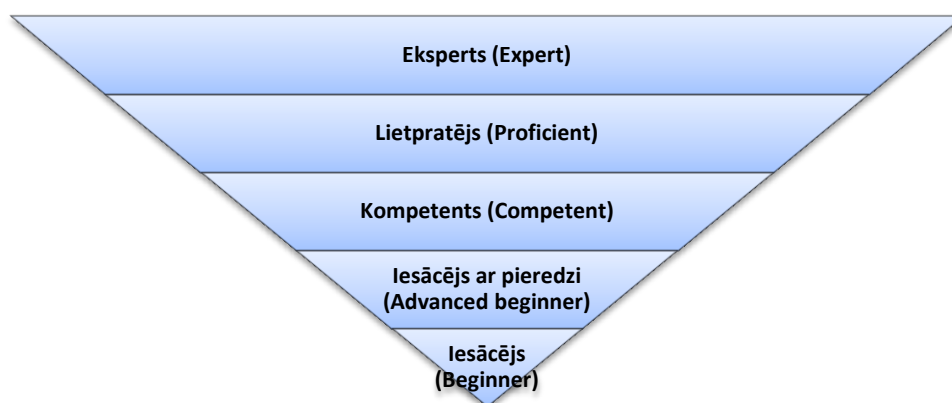 Eksperts (Expert)
Lietpratējs (Proficient)
Kompetents (Competent)
Iesācējs ar pieredzi
(Advanced beginner)
Iesācējs
(Beginner)